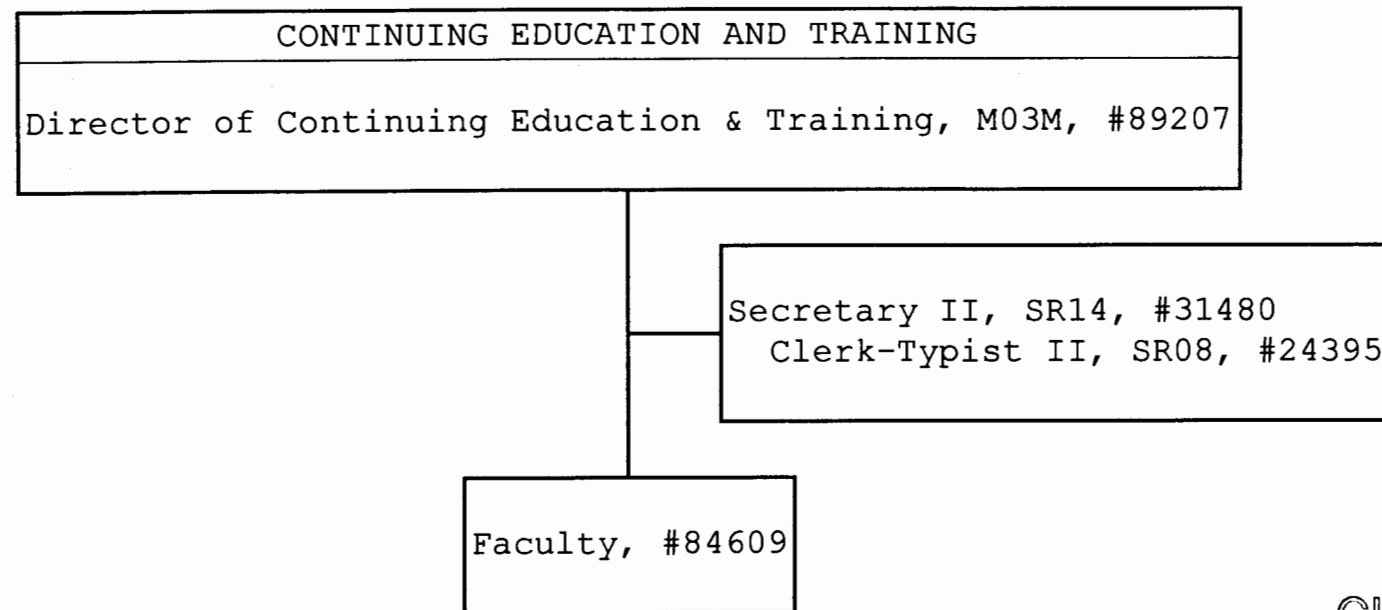 CONTINUING EDUCATION AND TRAINING
Director of Continuing Education & Training, M03M, #89207
Secretary II, SR14, #31480
Clerk-Typist II, SR08, #24395
Faculty, #84609